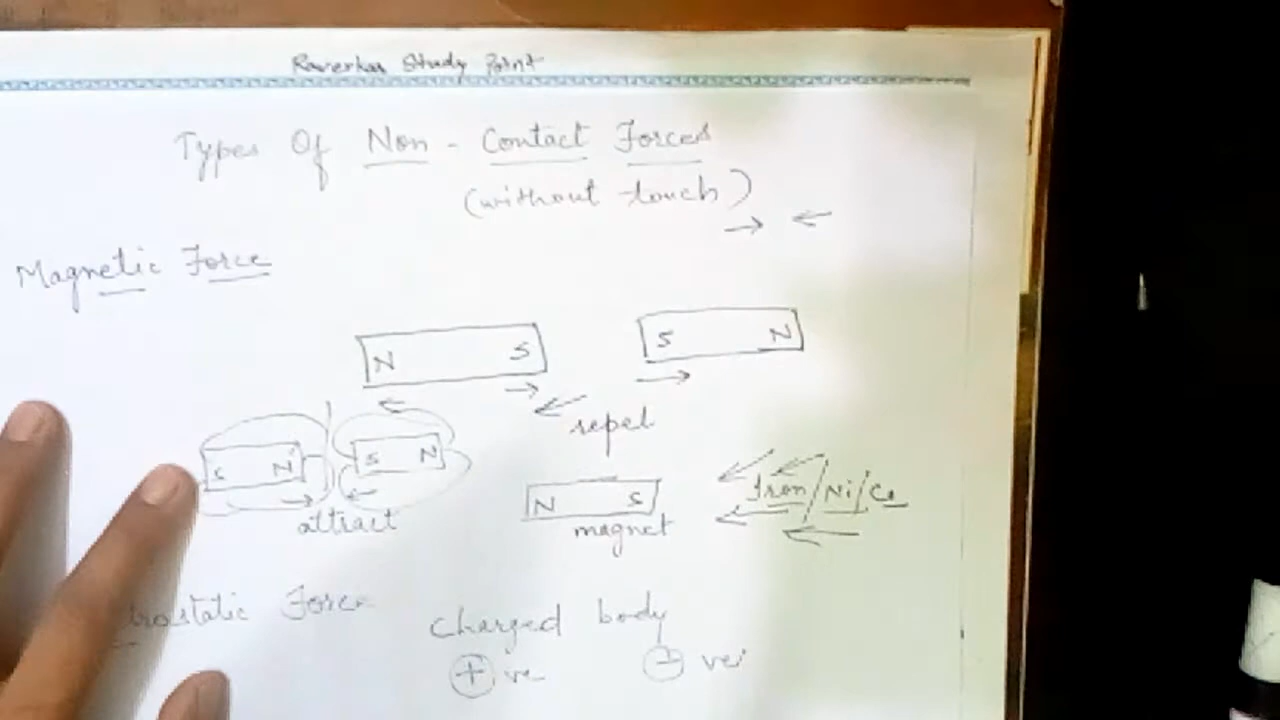 Study Point
Types Of Non - Contact Forces
(without touch)
Magnetic Force
N S S N
repel
S N S N
attract
N S
magnet
Iron/Ni/Co
trostatic Force
Charged body
+ ve - ve